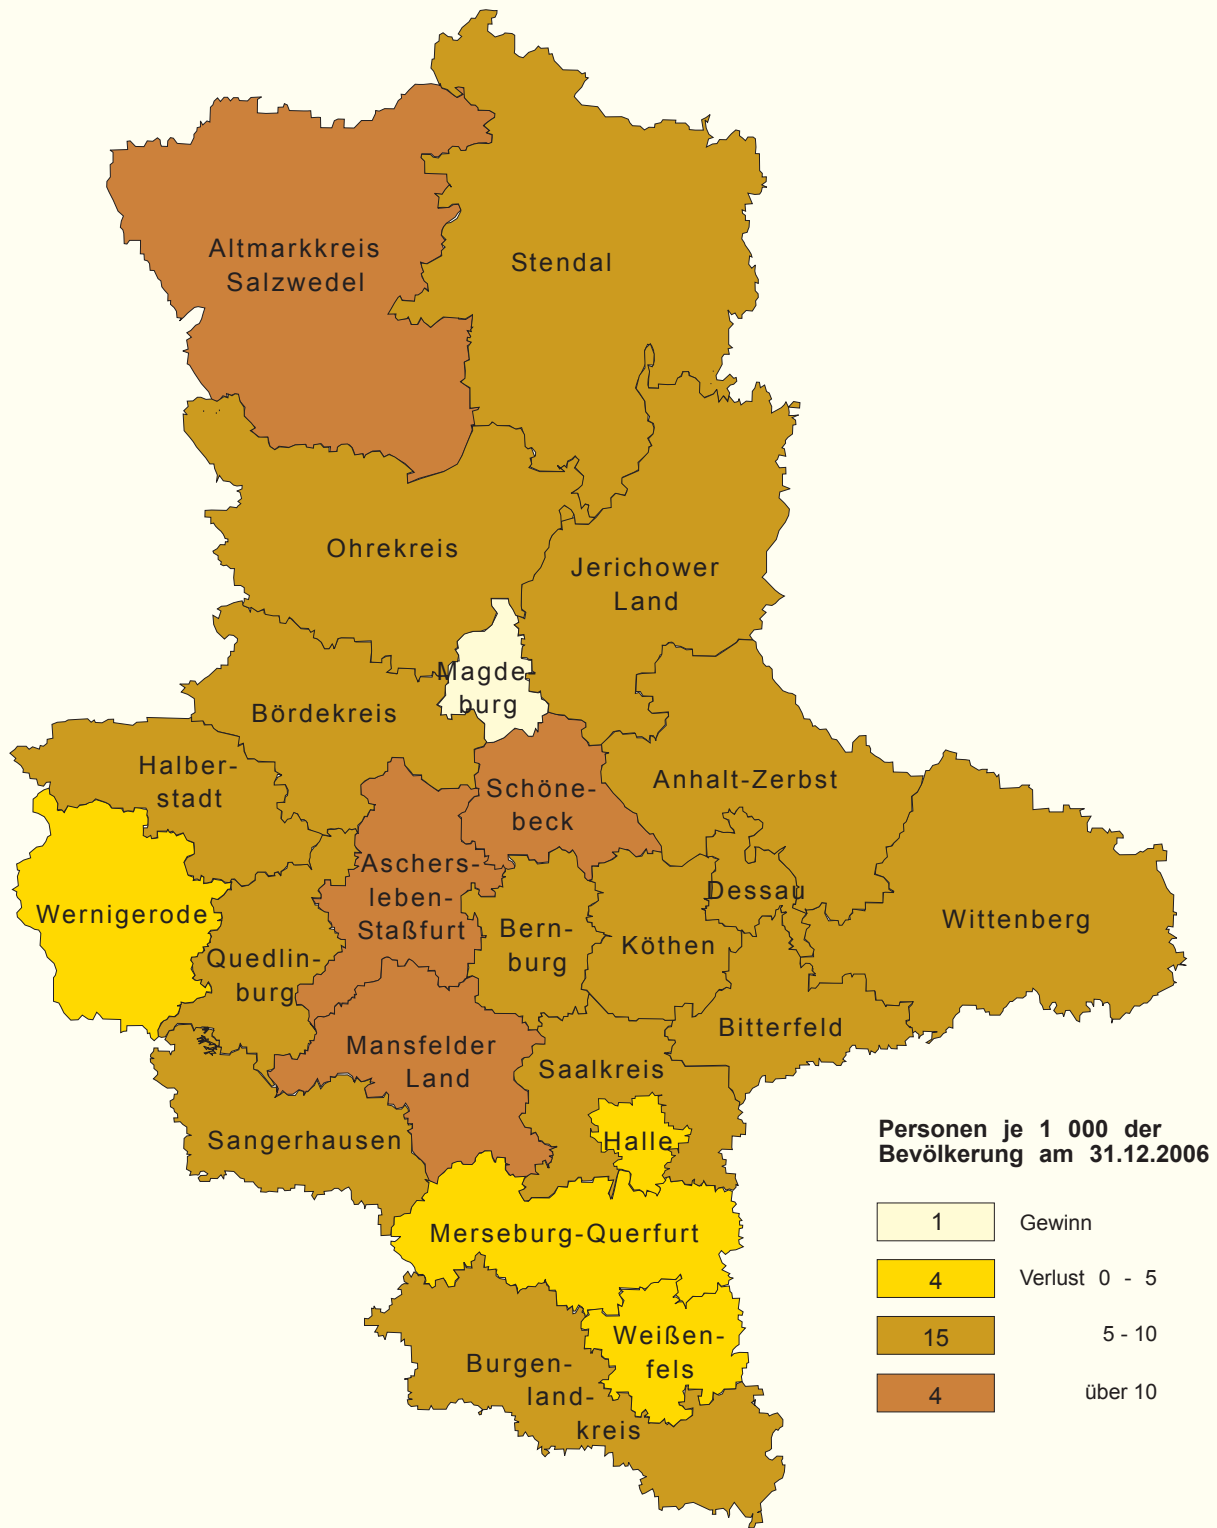 Altmarkkreis
Salzwedel
Stendal
Ohrekreis
Jerichower
Land
Magde-
burg
Bördekreis
Halber-
stadt
Schöne-
beck
Anhalt-Zerbst
Aschers-
leben-
Staßfurt
Dessau
Wernigerode
Wittenberg
Bern-
burg
Köthen
Quedlin-
burg
Bitterfeld
Mansfelder
Land
Saalkreis
Sangerhausen
Halle
Merseburg-Querfurt
Weißen-
fels
Burgen-
land-
kreis
Personen je 1 000 der
Bevölkerung am 31.12.2006
1 Gewinn
4 Verlust 0 - 5
15 5 - 10
4 über 10